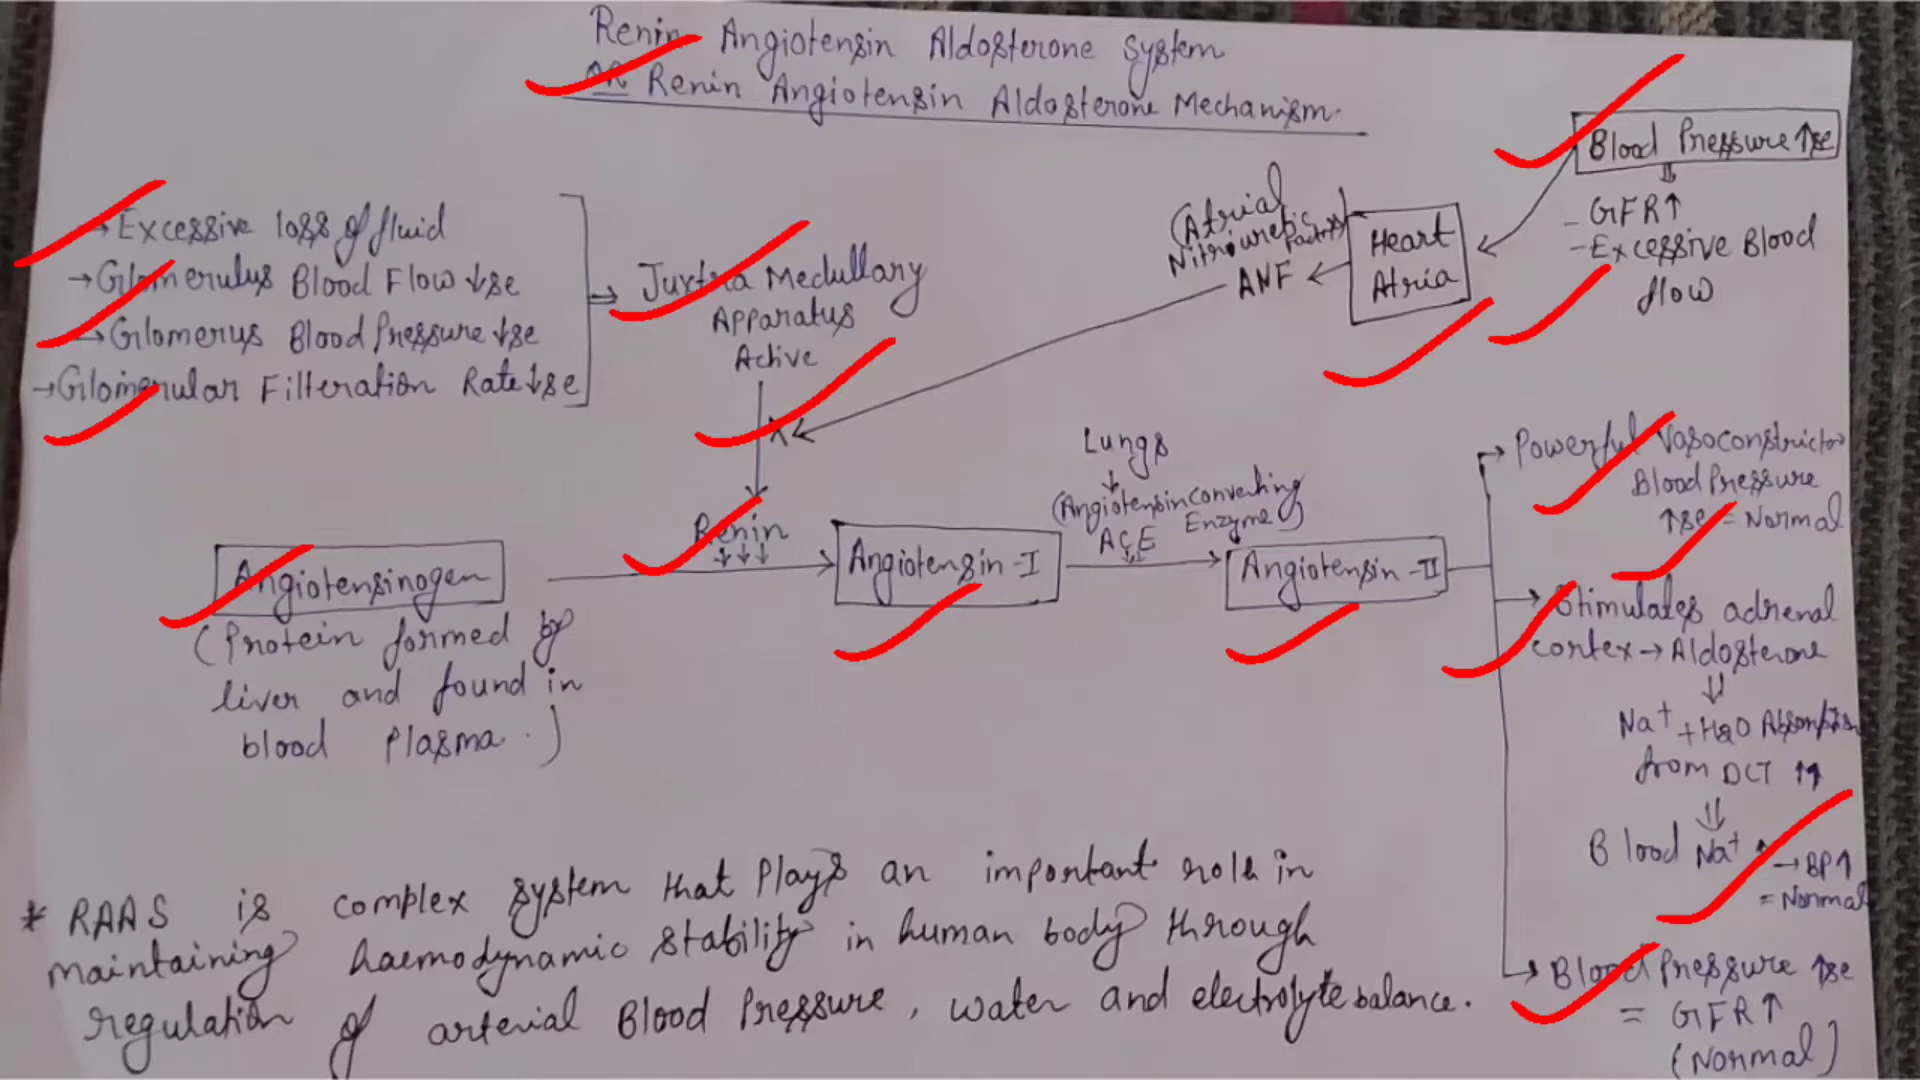 Renin Angiotensin Aldosterone System
OR Renin Angiotensin Aldosterone Mechanism.
→ Excessive loss of fluid
→ Glomerulus Blood Flow ↓se
→ Glomerus Blood Pressure ↓se
→ Glomerular Filteration Rate ↓se
⇒ Juxtra Medullary
Apparatus
Active
Blood Pressure ↑se
- GFR↑
- Excessive Blood
flow
Heart
Atria
(Atrial
Nitriouretic
Factor)
ANF
X
Renin
↓↓↓
Angiotensinogen
(Protein formed by
liver and found in
blood Plasma.)
Angiotensin-I
Lungs
↓
(Angiotensin converting
Enzyme)
ACE
Angiotensin-II
→ Powerful Vasoconstrictor
Blood Pressure
↑se = Normal
→ Stimulates adrenal
cortex → Aldosterone
⇓
Na⁺ + H2O Absorption
from DCT ↑↑
⇓
Blood Na⁺ ↑ → BP↑
= Normal
→ Blood Pressure ↑se
= GFR↑
(Normal)
* RAAS is complex system that Plays an important role in
maintaining haemodynamic stability in human body through
regulation of arterial Blood Pressure, water and electrolyte balance.